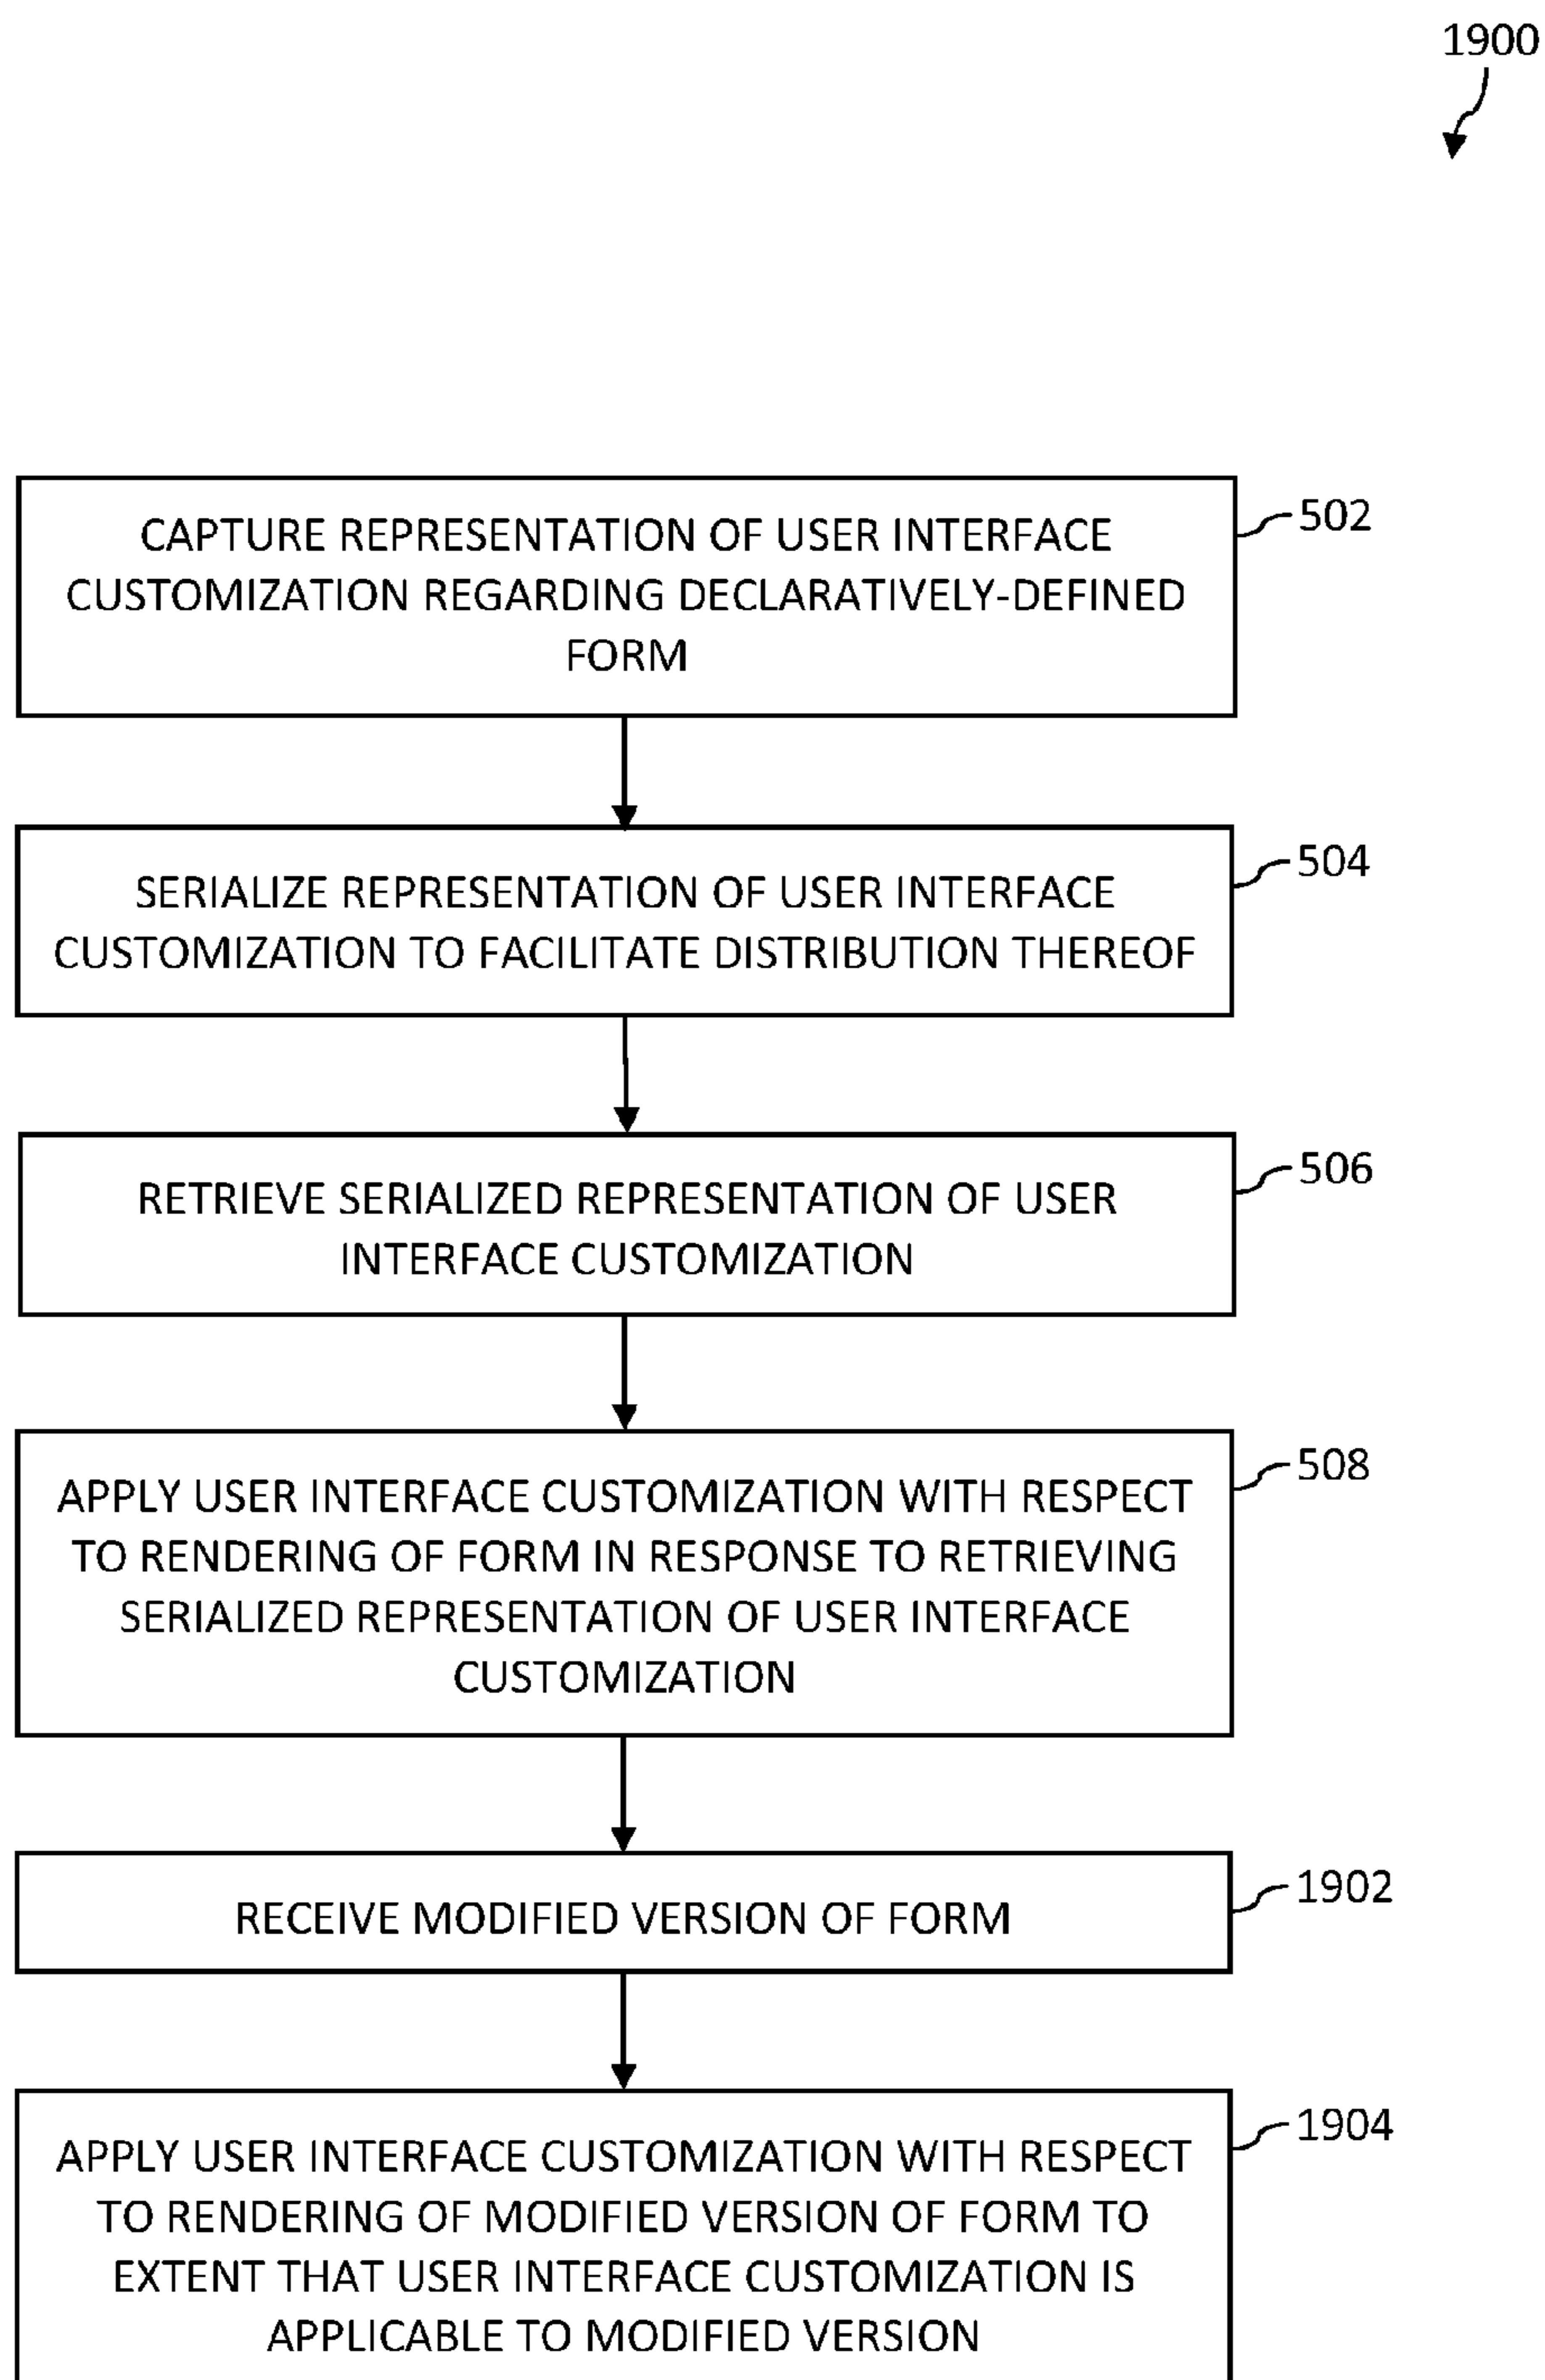 1900
CAPTURE REPRESENTATION OF USER INTERFACE
CUSTOMIZATION REGARDING DECLARATIVELY-DEFINED
FORM
502
SERIALIZE REPRESENTATION OF USER INTERFACE
CUSTOMIZATION TO FACILITATE DISTRIBUTION THEREOF
504
RETRIEVE SERIALIZED REPRESENTATION OF USER
INTERFACE CUSTOMIZATION
506
APPLY USER INTERFACE CUSTOMIZATION WITH RESPECT
TO RENDERING OF FORM IN RESPONSE TO RETRIEVING
SERIALIZED REPRESENTATION OF USER INTERFACE
CUSTOMIZATION
508
RECEIVE MODIFIED VERSION OF FORM
1902
APPLY USER INTERFACE CUSTOMIZATION WITH RESPECT
TO RENDERING OF MODIFIED VERSION OF FORM TO
EXTENT THAT USER INTERFACE CUSTOMIZATION IS
APPLICABLE TO MODIFIED VERSION
1904